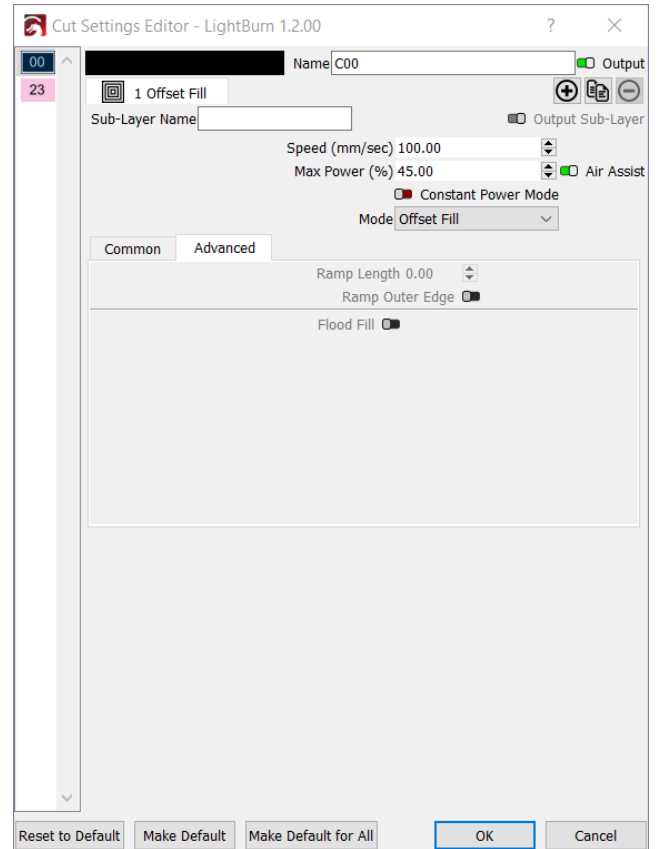 Cut Settings Editor - LightBurn 1.2.00
00
23
Name C00 Output
1 Offset Fill
Sub-Layer Name Output Sub-Layer
Speed (mm/sec) 100.00
Max Power (%) 45.00 Air Assist
Constant Power Mode
Mode Offset Fill
Common Advanced
Ramp Length 0.00
Ramp Outer Edge
Flood Fill
Reset to Default Make Default Make Default for All OK Cancel